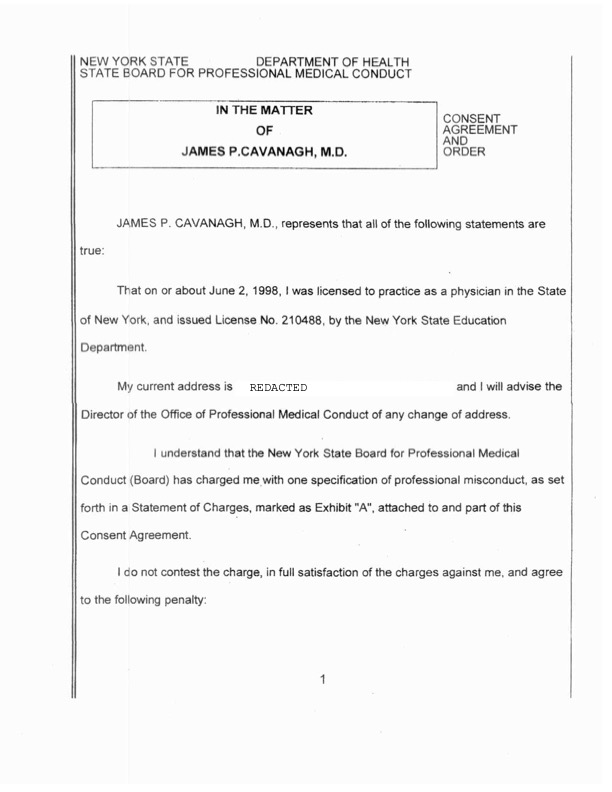 NEW YORK STATE DEPARTMENT OF HEALTH
STATE BOARD FOR PROFESSIONAL MEDICAL CONDUCT
IN THE MATTER
OF
JAMES P.CAVANAGH, M.D.
CONSENT
AGREEMENT
AND
ORDER
JAMES P. CAVANAGH, M.D., represents that all of the following statements are
true:
That on or about June 2, 1998, I was licensed to practice as a physician in the State
of New York, and issued License No. 210488, by the New York State Education
Department.
My current address is REDACTED and I will advise the
Director of the Office of Professional Medical Conduct of any change of address.
I understand that the New York State Board for Professional Medical
Conduct (Board) has charged me with one specification of professional misconduct, as set
forth in a Statement of Charges, marked as Exhibit "A", attached to and part of this
Consent Agreement.
I do not contest the charge, in full satisfaction of the charges against me, and agree
to the following penalty:
1